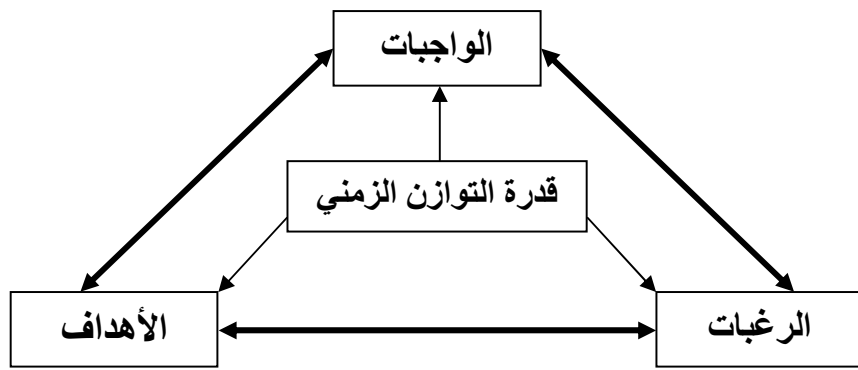 الواجبات
قدرة التوازن الزمني
الرغبات
الأهداف